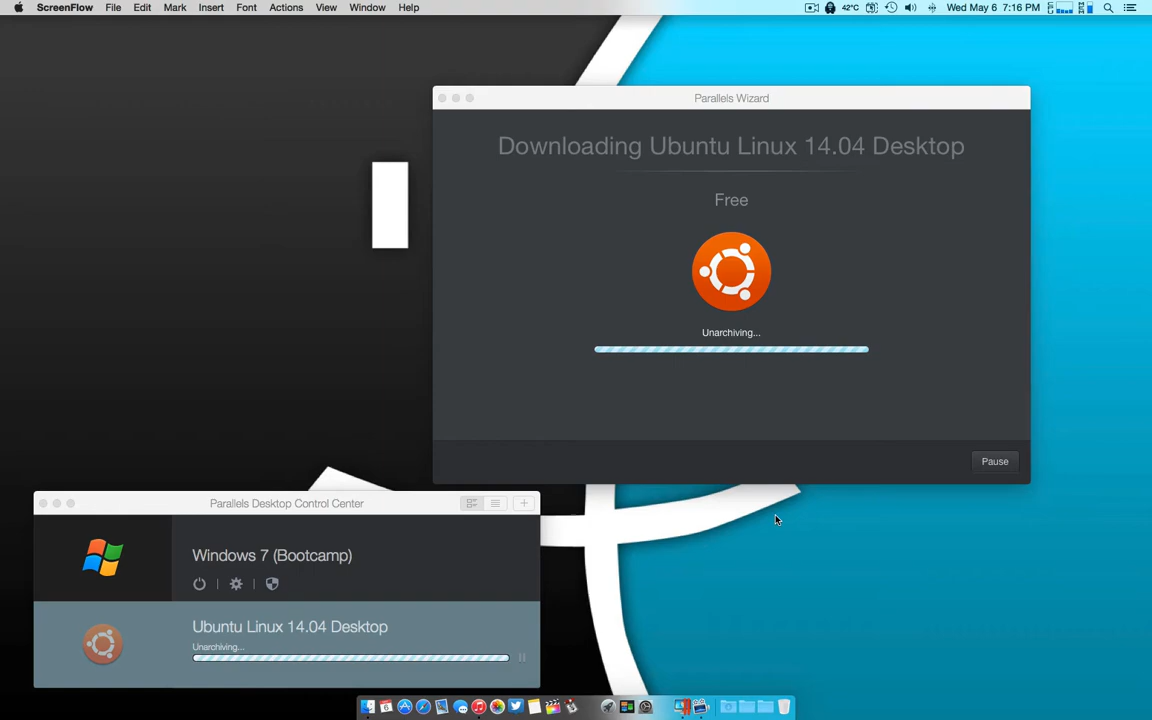 ScreenFlow File Edit Mark Insert Font Actions View Window Help 42°C Wed May 6 7:16 PM
Parallels Wizard
Downloading Ubuntu Linux 14.04 Desktop
Free
Unarchiving...
Pause
Parallels Desktop Control Center
Windows 7 (Bootcamp)
Ubuntu Linux 14.04 Desktop
Unarchiving...
6